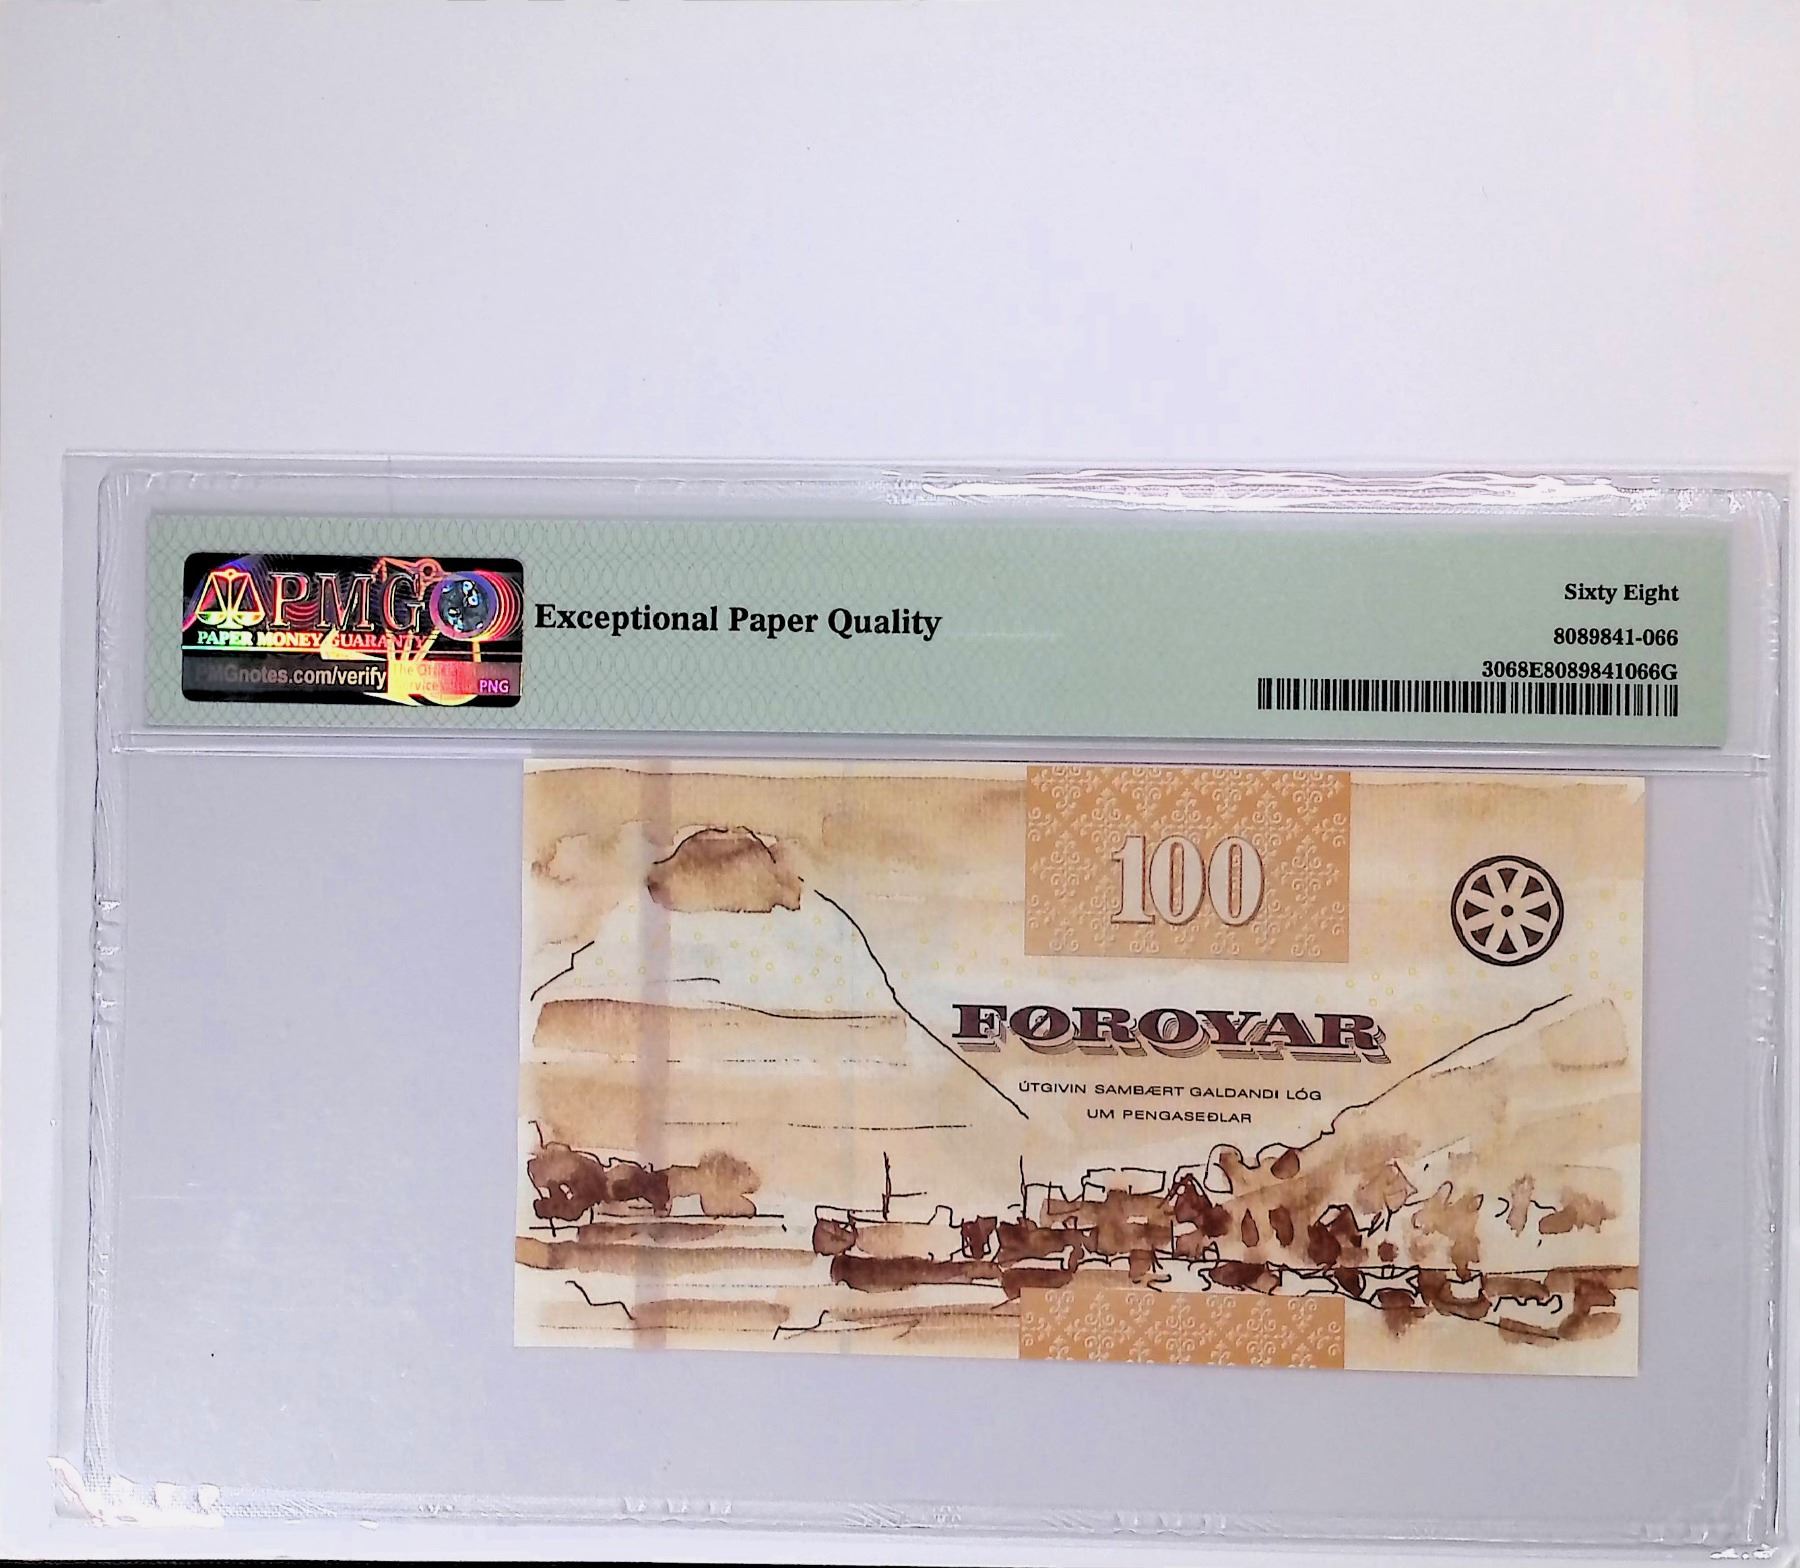 PMG
PAPER MONEY GUARANTY
PMGnotes.com/verify
The
PNG
Exceptional Paper Quality
Sixty Eight
8089841-066
3068E8089841066G
100
FØROYAR
ÚTGIVIN SAMBÆRT GALDANDI LÓG
UM PENGASEÐLAR